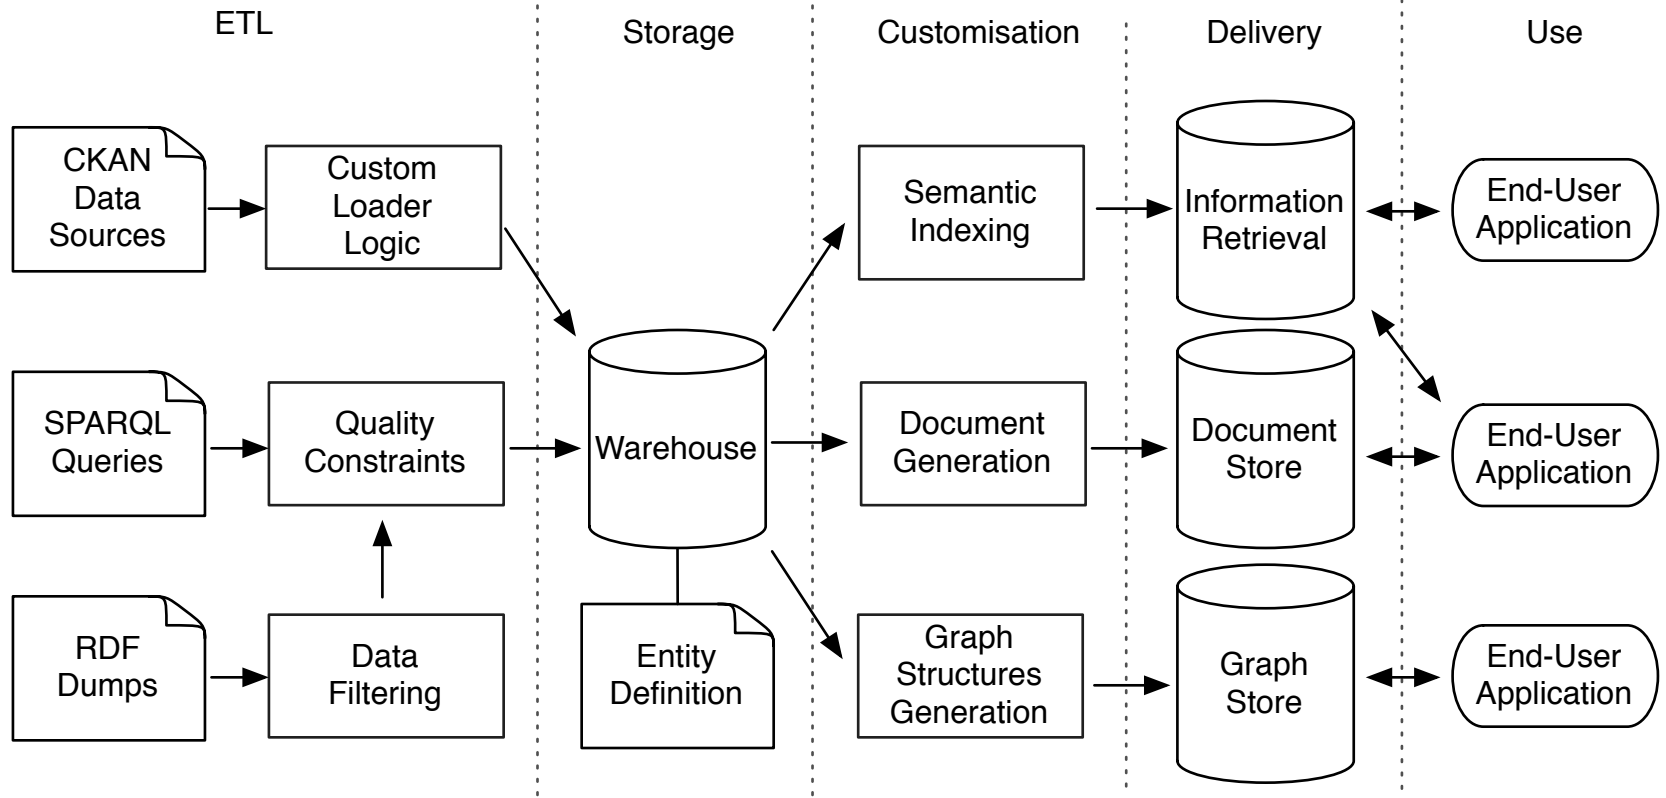 ETL
Storage
Customisation
Delivery
Use
CKAN
Data
Sources
Custom
Loader
Logic
Semantic
Indexing
Information
Retrieval
End-User
Application
SPARQL
Queries
Quality
Constraints
Warehouse
Document
Generation
Document
Store
End-User
Application
RDF
Dumps
Data
Filtering
Entity
Definition
Graph
Structures
Generation
Graph
Store
End-User
Application